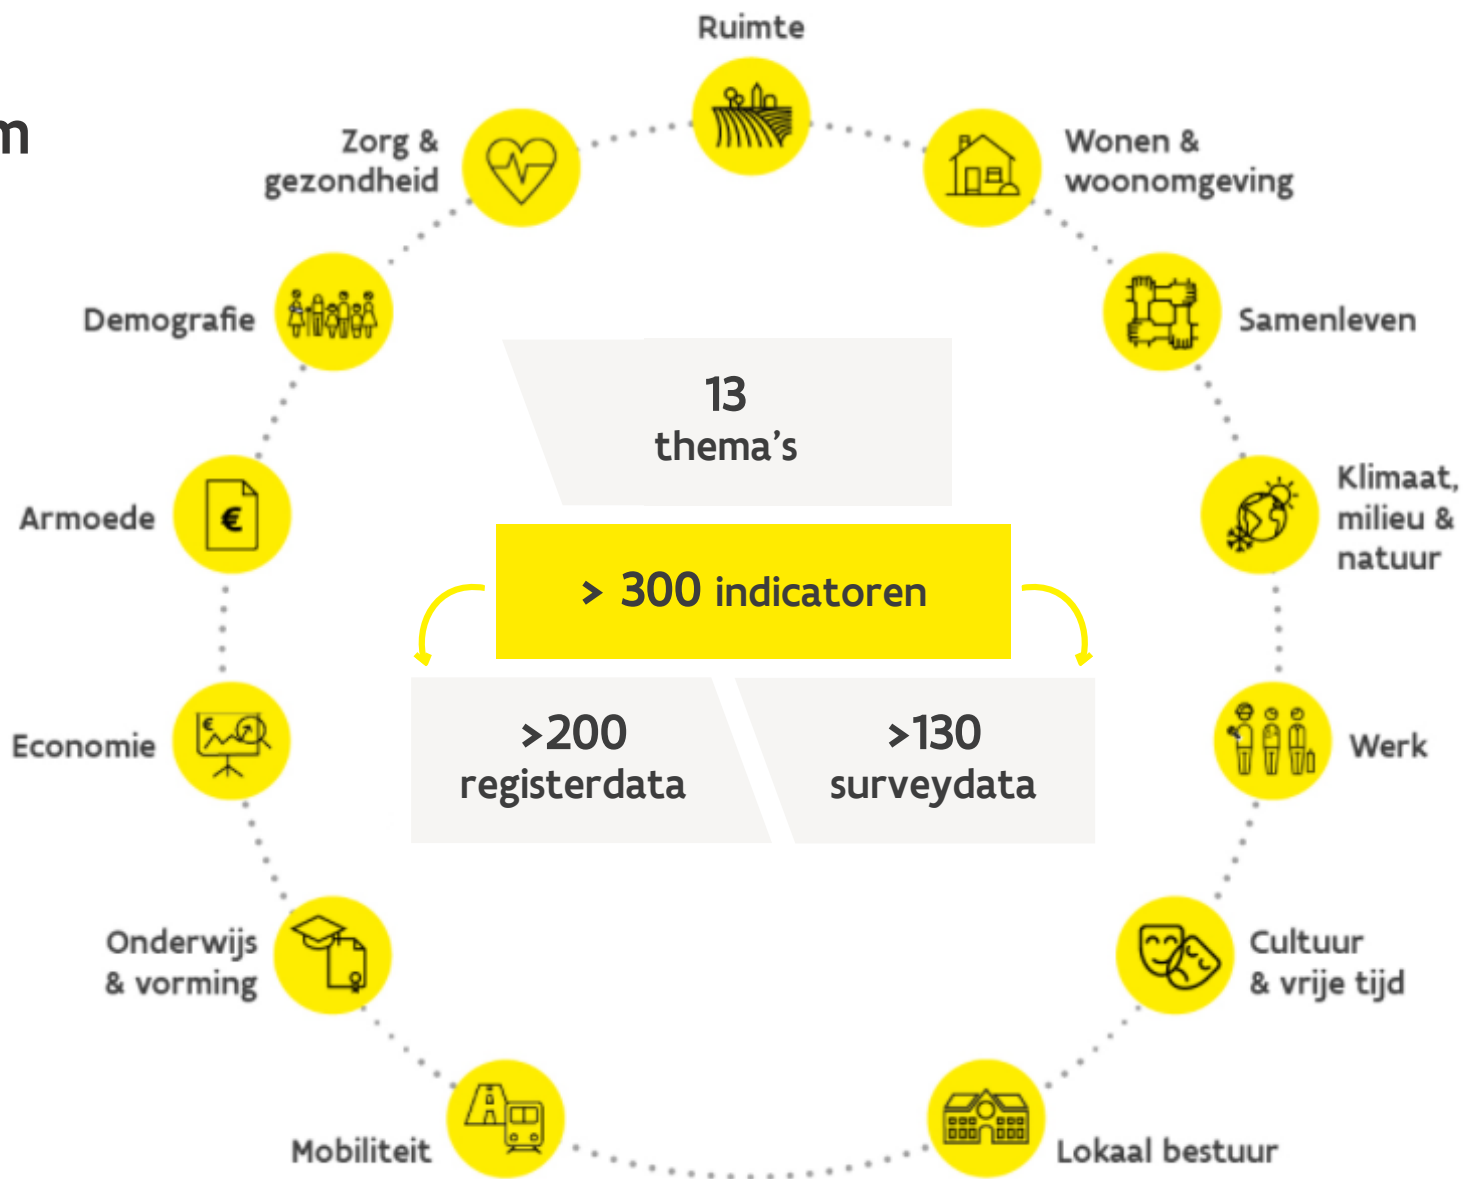 m
Ruimte
Zorg &
gezondheid
Wonen &
woonomgeving
Demografie
Samenleven
Armoede
€
Klimaat,
milieu &
natuur
Economie
€
Werk
Onderwijs
& vorming
Cultuur
& vrije tijd
Mobiliteit
Lokaal bestuur
13
thema's
> 300 indicatoren
>200
registerdata
>130
surveydata